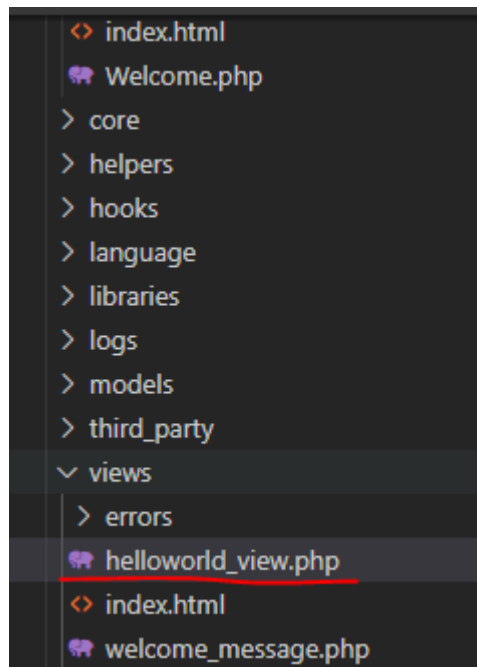 index.html
Welcome.php
core
helpers
hooks
language
libraries
logs
models
third_party
views
errors
helloworld_view.php
index.html
welcome_message.php